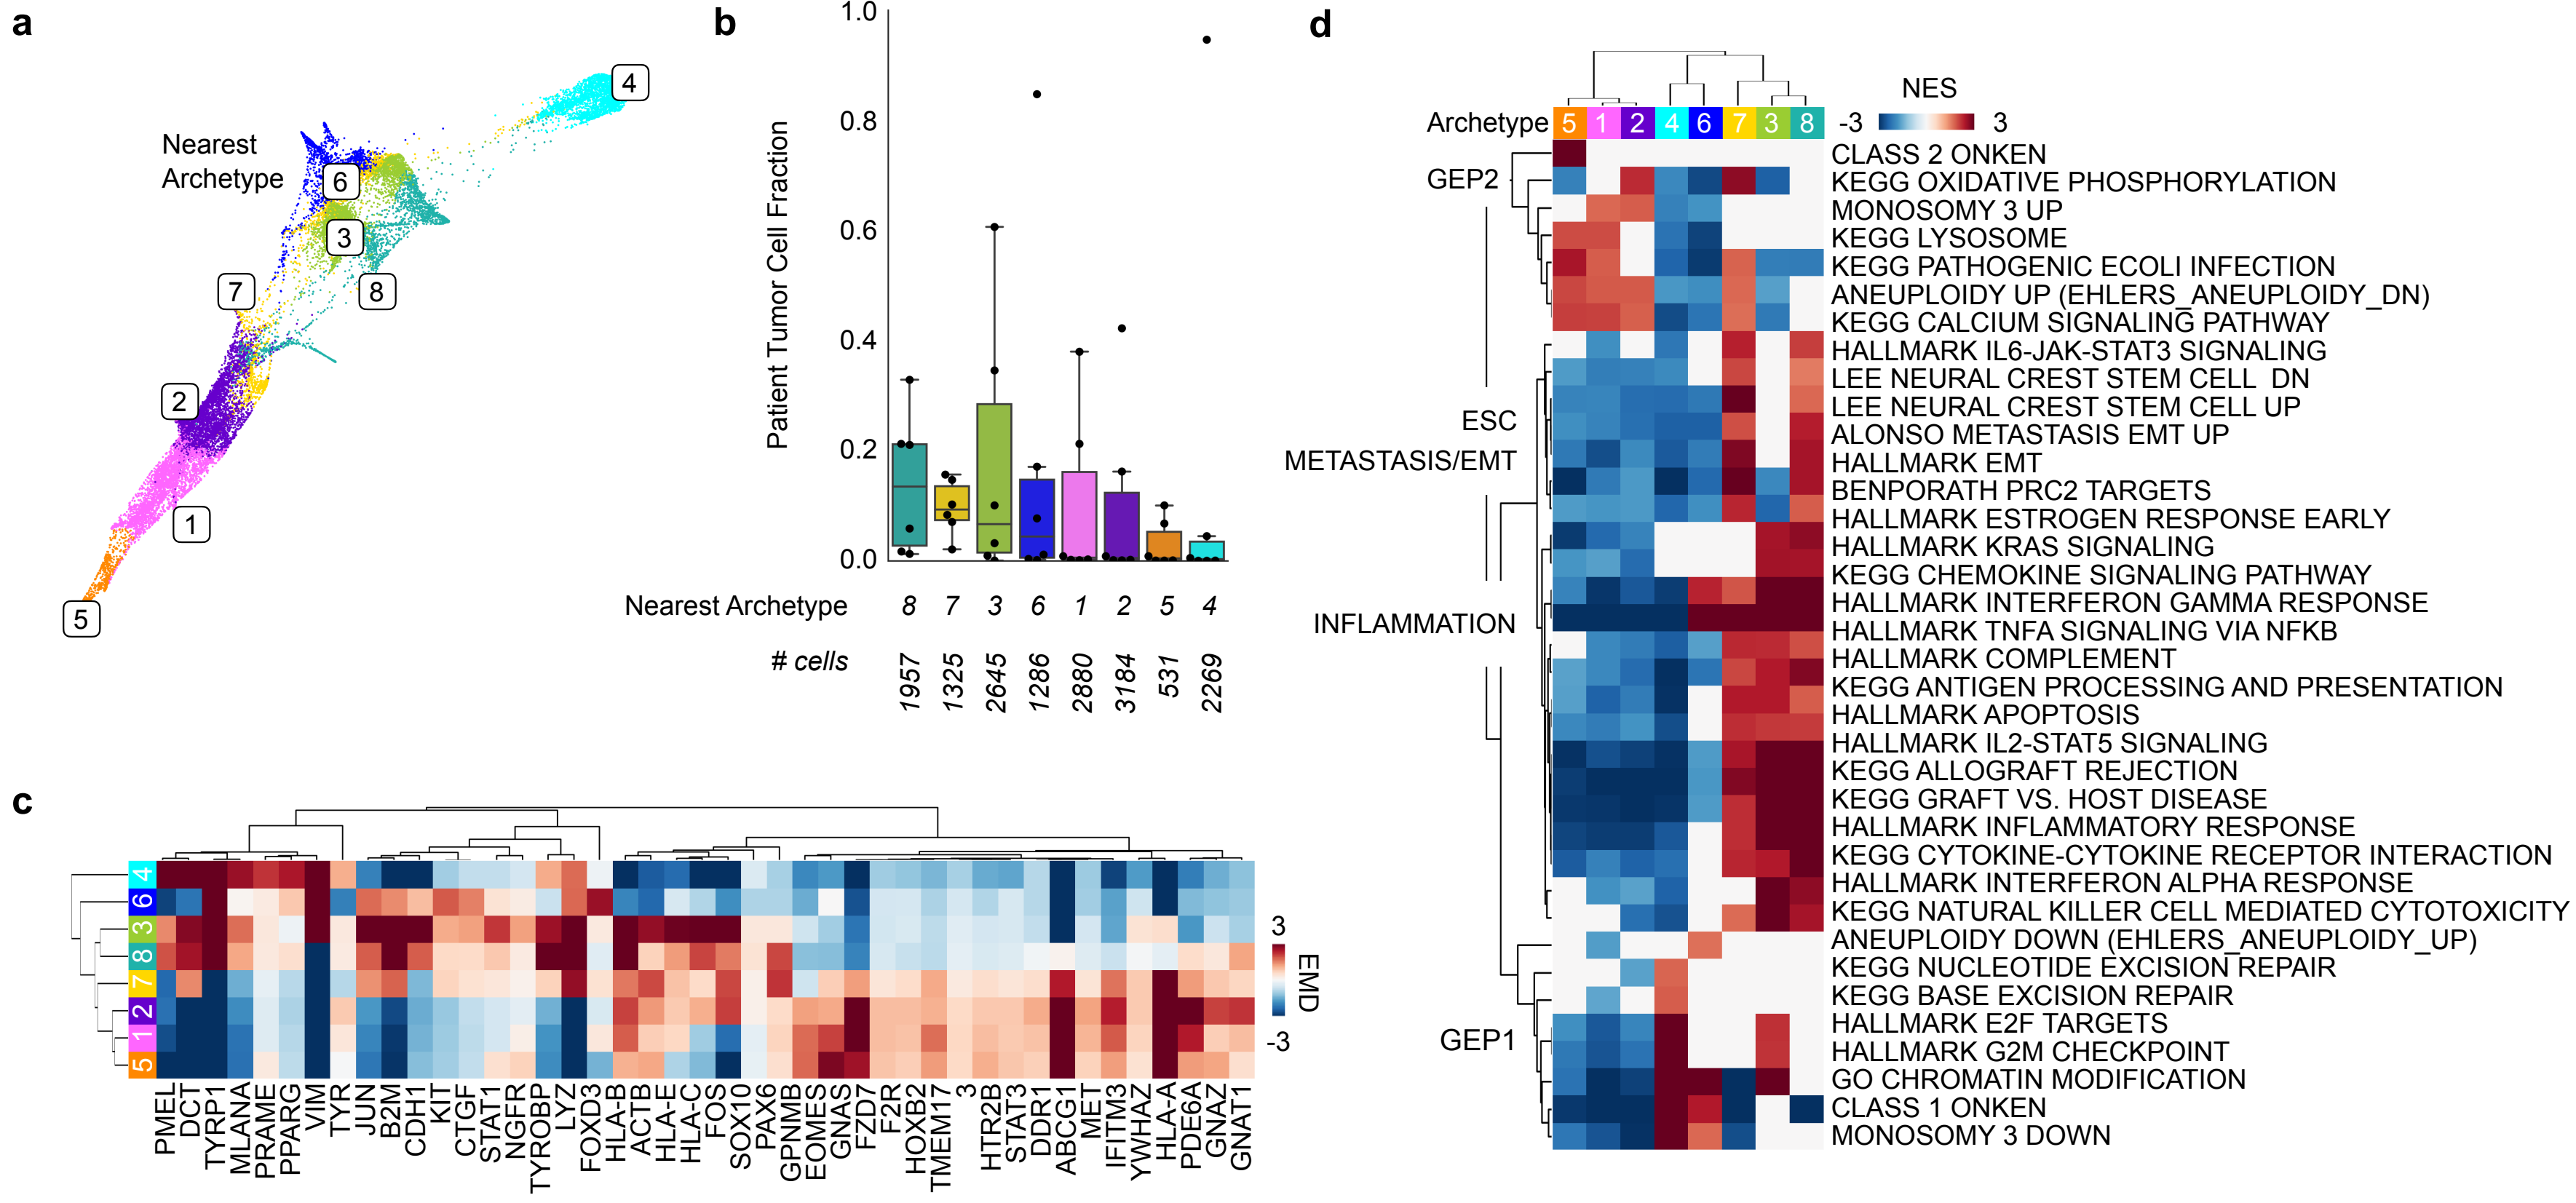 a
Nearest
Archetype
4
6
3
8
7
2
1
5
b
Patient Tumor Cell Fraction
1.0
0.8
0.6
0.4
0.2
0.0
Nearest Archetype 8 7 3 6 1 2 5 4
# cells 1957 1325 2645 1286 2880 3184 531 2269
c
4
6
3
8
7
2
1
5
PMEL
DCT
TYRP1
MLANA
PRAME
PPARG
VIM
TYR
JUN
B2M
CDH1
KIT
CTGF
STAT1
NGFR
TYROBP
LYZ
FOXD3
HLA-B
ACTB
HLA-E
HLA-C
FOS
SOX10
PAX6
GPNMB
EOMES
GNAS
FZD7
F2R
HOXB2
TMEM17
3
HTR2B
STAT3
DDR1
ABCG1
MET
IFITM3
YWHAZ
HLA-A
PDE6A
GNAZ
GNAT1
3
EMD
-3
d
NES
-3 3
Archetype 5 1 2 4 6 7 3 8
GEP2
ESC
METASTASIS/EMT
INFLAMMATION
GEP1
CLASS 2 ONKEN
KEGG OXIDATIVE PHOSPHORYLATION
MONOSOMY 3 UP
KEGG LYSOSOME
KEGG PATHOGENIC ECOLI INFECTION
ANEUPLOIDY UP (EHLERS_ANEUPLOIDY_DN)
KEGG CALCIUM SIGNALING PATHWAY
HALLMARK IL6-JAK-STAT3 SIGNALING
LEE NEURAL CREST STEM CELL DN
LEE NEURAL CREST STEM CELL UP
ALONSO METASTASIS EMT UP
HALLMARK EMT
BENPORATH PRC2 TARGETS
HALLMARK ESTROGEN RESPONSE EARLY
HALLMARK KRAS SIGNALING
KEGG CHEMOKINE SIGNALING PATHWAY
HALLMARK INTERFERON GAMMA RESPONSE
HALLMARK TNFA SIGNALING VIA NFKB
HALLMARK COMPLEMENT
KEGG ANTIGEN PROCESSING AND PRESENTATION
HALLMARK APOPTOSIS
HALLMARK IL2-STAT5 SIGNALING
KEGG ALLOGRAFT REJECTION
KEGG GRAFT VS. HOST DISEASE
HALLMARK INFLAMMATORY RESPONSE
KEGG CYTOKINE-CYTOKINE RECEPTOR INTERACTION
HALLMARK INTERFERON ALPHA RESPONSE
KEGG NATURAL KILLER CELL MEDIATED CYTOTOXICITY
ANEUPLOIDY DOWN (EHLERS_ANEUPLOIDY_UP)
KEGG NUCLEOTIDE EXCISION REPAIR
KEGG BASE EXCISION REPAIR
HALLMARK E2F TARGETS
HALLMARK G2M CHECKPOINT
GO CHROMATIN MODIFICATION
CLASS 1 ONKEN
MONOSOMY 3 DOWN